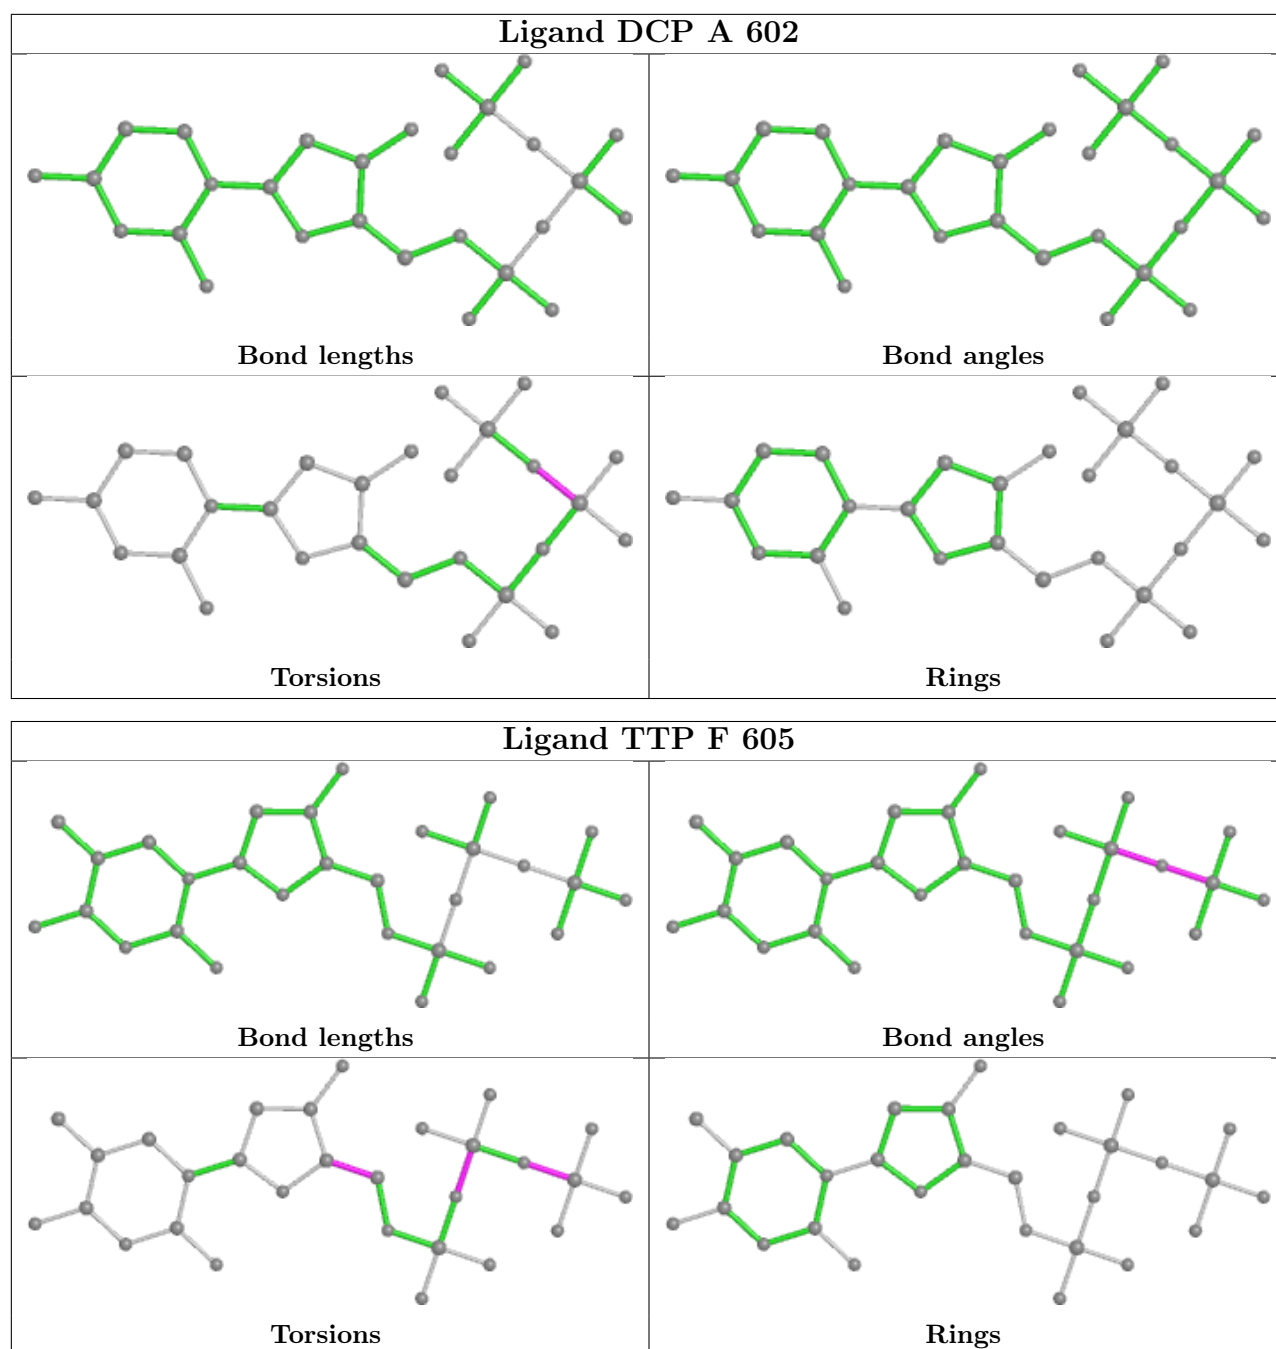 Ligand DCP A 602
Bond lengths
Bond angles
Torsions
Rings
Ligand TTP F 605
Bond lengths
Bond angles
Torsions
Rings